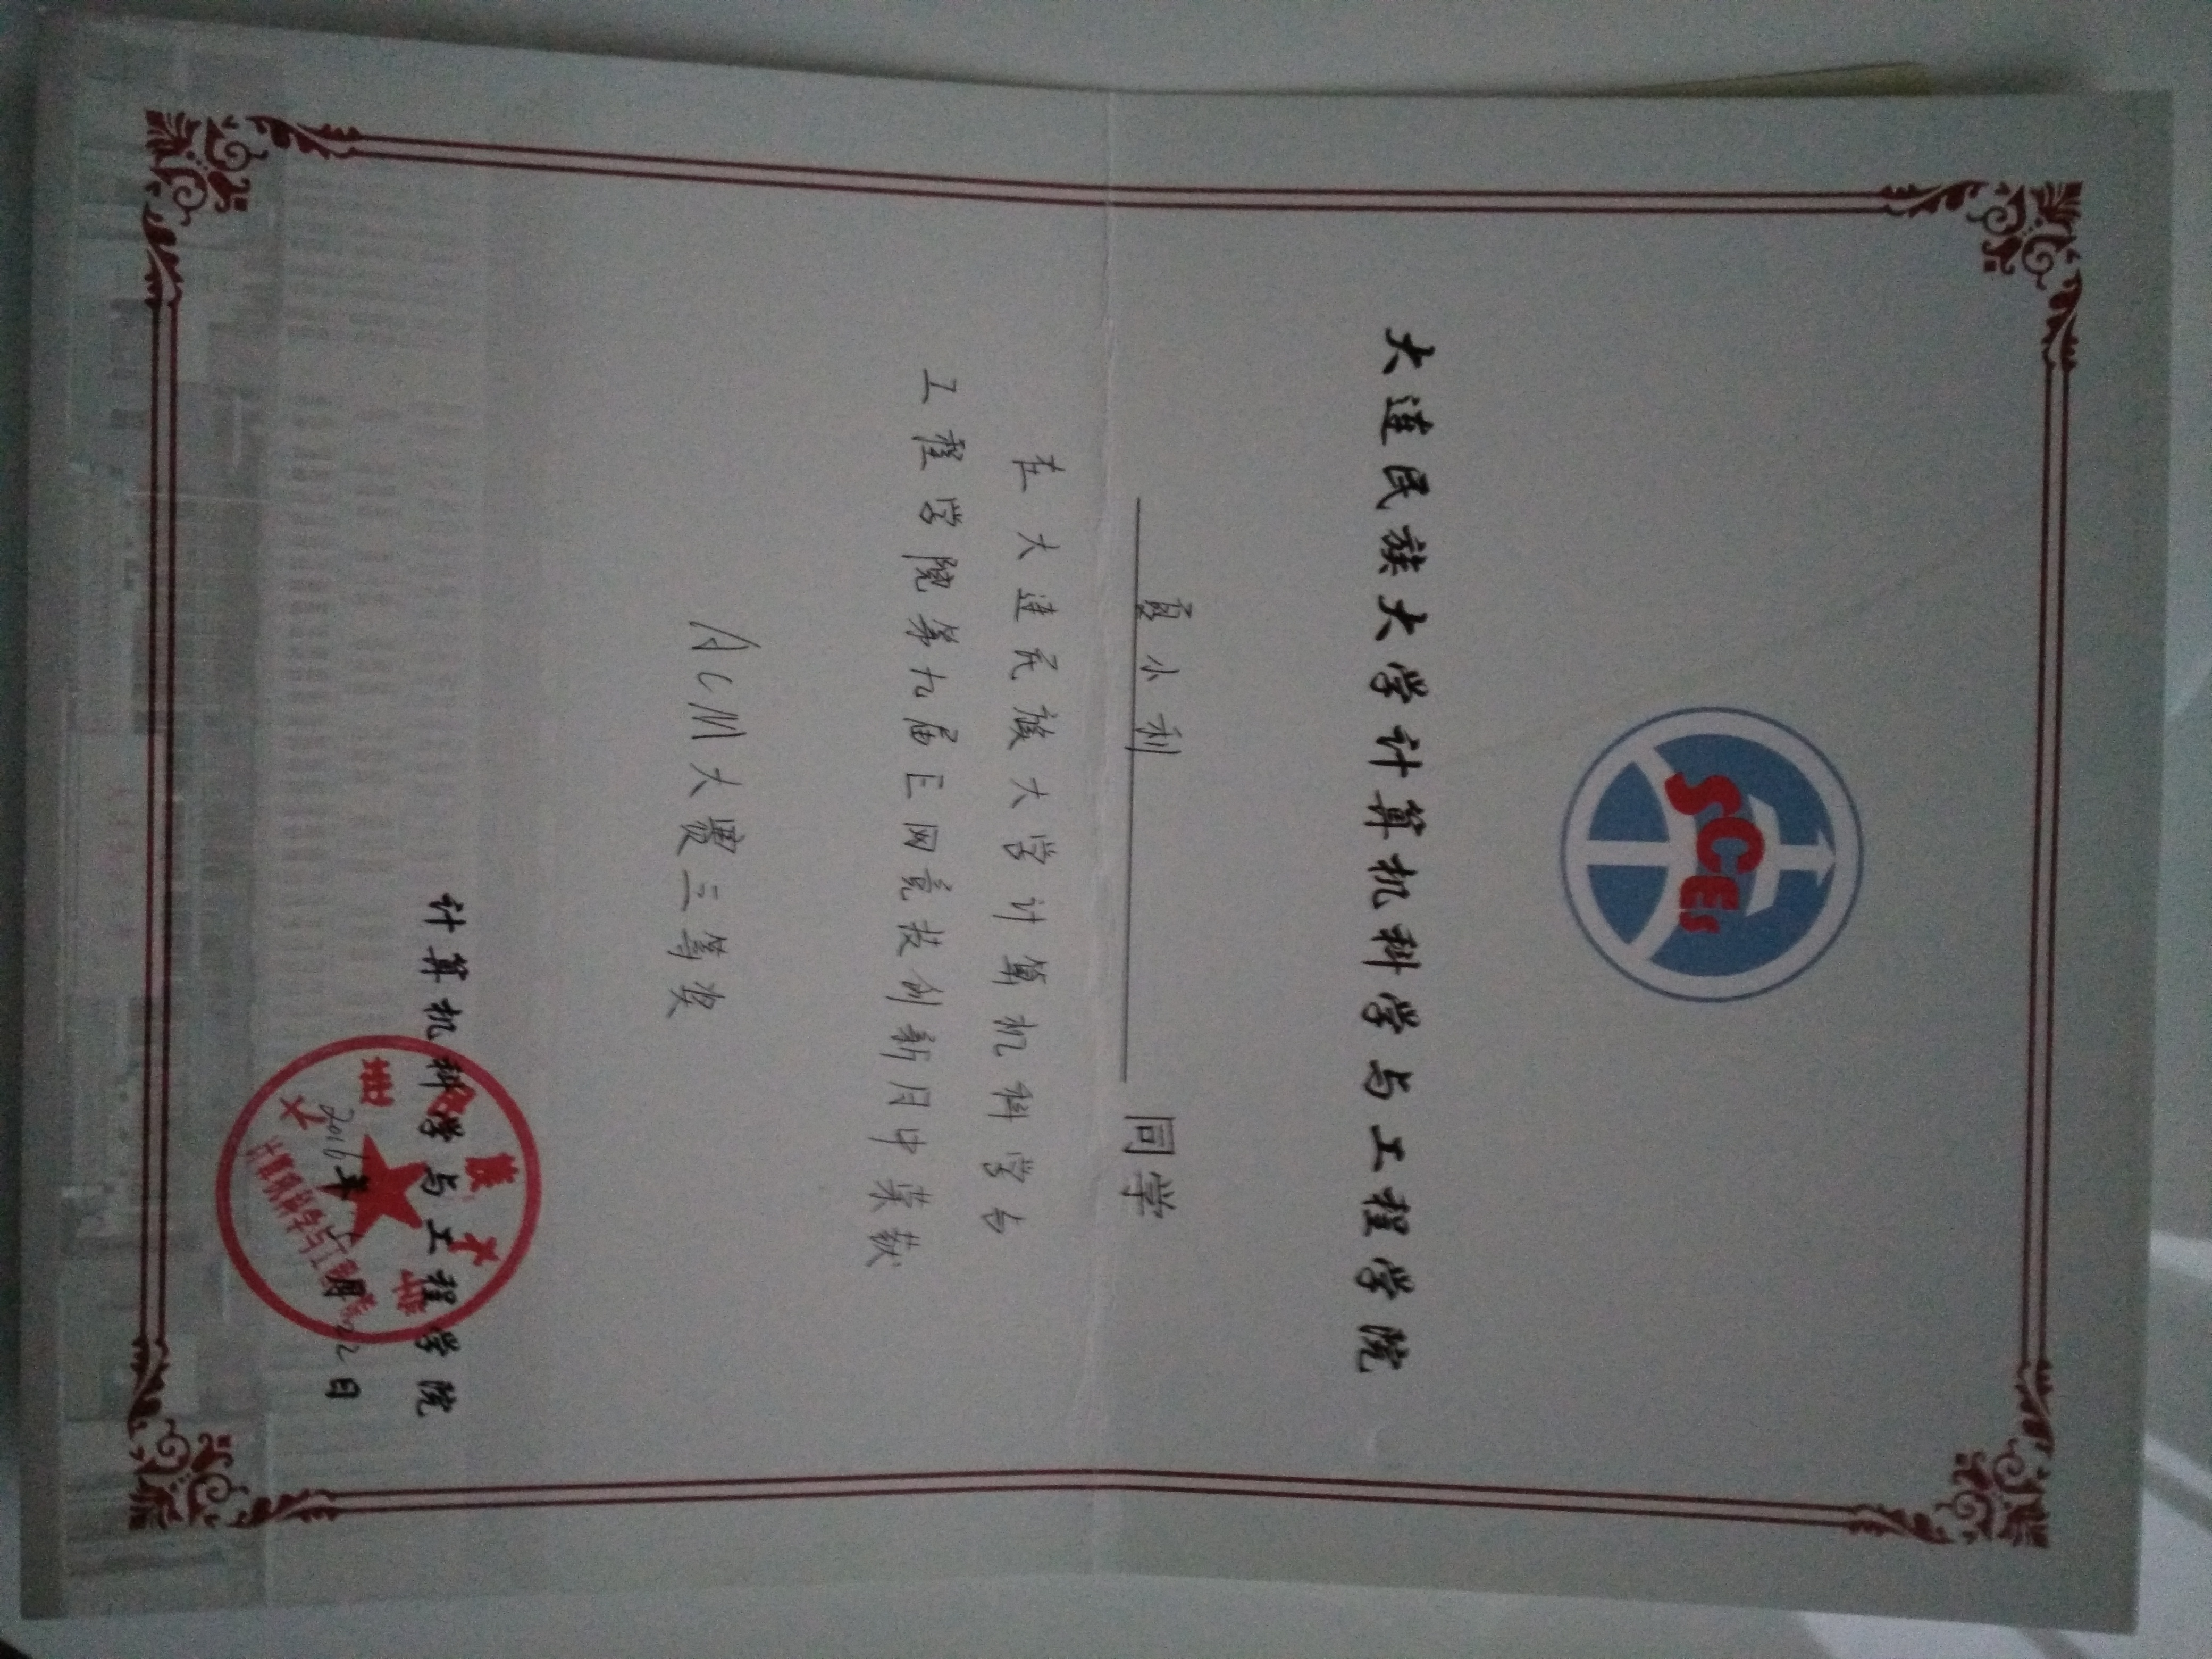 SCEs
大连民族大学计算机科学与工程学院
夏小利 同学
在大连民族大学计算机科学与
工程学院第九届E网竞技创新月中荣获
ACM大赛三等奖
计算机科学与工程学院
2016年5月22日
大连民族大学
计算机科学与工程学院